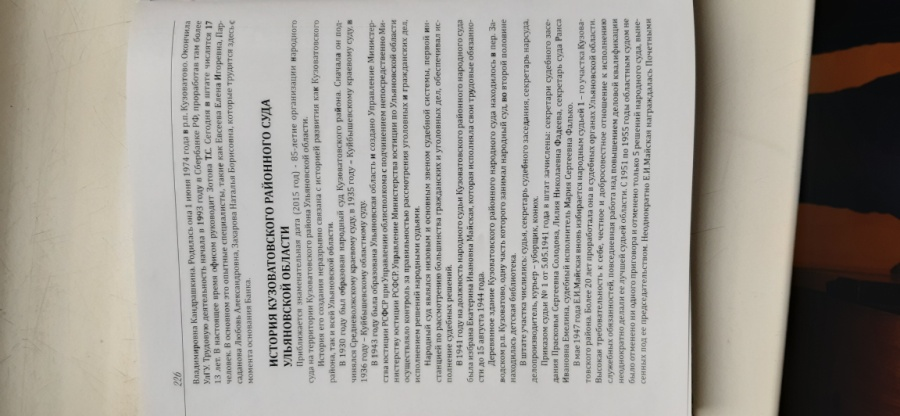 226
Владимировна Кондрашкина. Родилась она 1 июня 1974 года в р.п. Кузоватово. Окончила
УлГУ. Трудовую деятельность начала в 1993 году в Сбербанке РФ, проработав там более
13 лет. В настоящее время офисом руководит Зотова Т.Г. Сегодня в штате числится 17
человек. В основном это опытные специалисты, такие как Евсеева Елена Игоревна, Пар-
саданова Любовь Александровна, Захарова Наталья Борисовна, которые трудятся здесь с
момента основания Банка.
ИСТОРИЯ КУЗОВАТОВСКОГО РАЙОННОГО СУДА
УЛЬЯНОВСКОЙ ОБЛАСТИ
Приближается знаменательная дата (2015 год) - 85-летие организации народного
суда на территории Кузоватовского района Ульяновской области.
История его создания неразрывно связана с историей развития как Кузоватовского
района, так и всей Ульяновской области.
В 1930 году был образован народный суд Кузоватовского района. Сначала он под-
чинялся Средневолжскому краевому суду, в 1935 году – Куйбышевскому краевому суду, в
1936 году – Куйбышевскому областному суду.
В 1943 году была образована Ульяновская область и создано Управление Министер-
ства юстиции РСФСР при Ульяновском облисполкома с подчинением непосредственно Ми-
нистерству юстиции РСФСР. Управление Министерства юстиции по Ульяновской области
осуществляло контроль за правильностью рассмотрения уголовных и гражданских дел,
исполнения решений народными судьями.
Народный суд являлся низовым и основным звеном судебной системы, первой ин-
станцией по рассмотрению большинства гражданских и уголовных дел, обеспечивал ис-
полнение судебных решений.
В 1941 году на должность народного судьи Кузоватовского районного народного суда
была избрана Екатерина Ивановна Майская, которая исполняла свои трудовые обязанно-
сти до 15 августа 1944 года.
Деревянное здание Кузоватовского районного народного суда находилось в пер. За-
водском р.п. Кузоватово, одну часть которого занимал народный суд, во второй половине
находилась детская библиотека.
В штате участка числились: судья, секретарь судебного заседания, секретарь нарсуда,
делопроизводитель, курьер - уборщик, конюх.
Приказом суда № 1 от 5.05.1941 года в штат зачислены: секретари судебного засе-
дания Прасковья Сергеевна Солодова, Лилия Николаевна Фадеева, секретарь суда Раиса
Ивановна Емелина, судебный исполнитель Мария Сергеевна Фалько.
В мае 1947 года Е.И.Майская вновь избирается народным судьей 1 - го участка Кузова-
товского района. Более 20 лет проработала она в судебных органах Ульяновской области.
Высокая требовательность к себе, честное и добросовестное отношение к исполнению
служебных обязанностей, повседневная работа над повышением деловой квалификации
неоднократно делали ее лучшей судьей области. С 1951 по 1955 годы областным судом не
было отменено ни одного приговора и отменено только 5 решений народного суда, выне-
сенных под ее председательством. Неоднократно Е.И.Майская награждалась Почетными